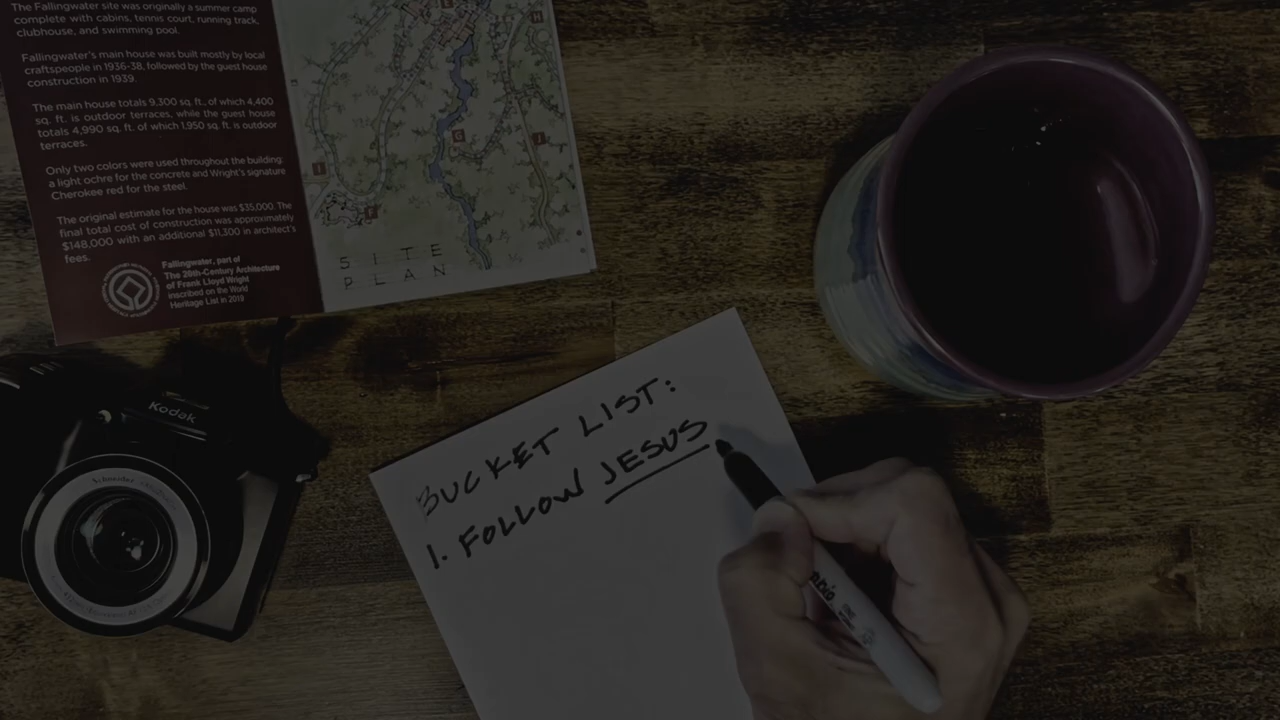 The Fallingwater site was originally a summer camp
complete with cabins, tennis court, running track,
clubhouse, and swimming pool.
Fallingwater's main house was built mostly by local
craftspeople in 1936-38, followed by the guest house
construction in 1939.
The main house totals 9,300 sq. ft., of which 4,400
sq. ft. is outdoor terraces, while the guest house
totals 4,990 sq. ft. of which 1,950 sq. ft. is outdoor
terraces.
Only two colors were used throughout the building:
a light ochre for the concrete and Wright's signature
Cherokee red for the steel.
The original estimate for the house was $35,000. The
final total cost of construction was approximately
$148,000 with an additional $11,300 in architect's
fees.
Fallingwater, part of
The 20th-Century Architecture
of Frank Lloyd Wright
inscribed on the World
Heritage List in 2019
E
H
G
J
I
F
SITE
PLAN
Kodak
Schneider
BUCKET LIST:
1. FOLLOW JESUS